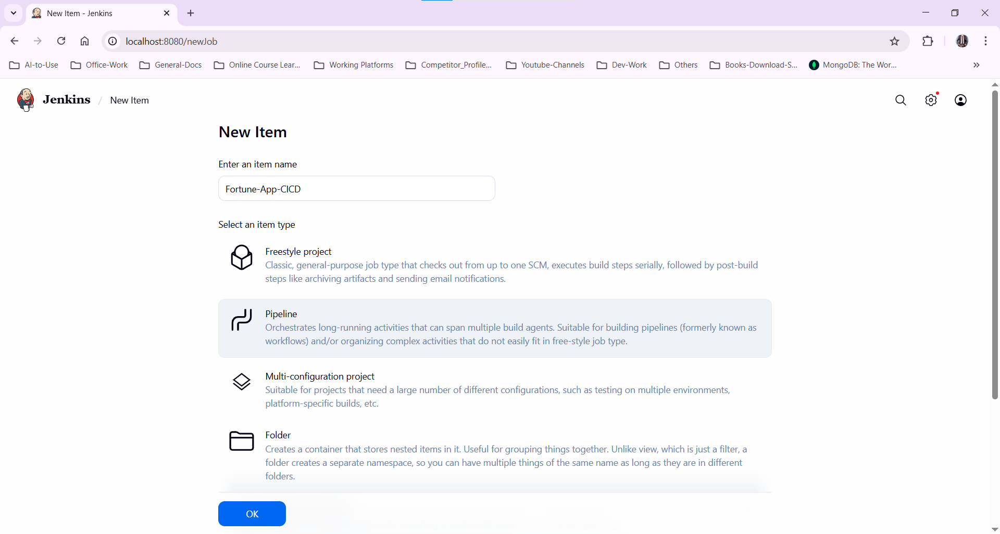 New Item - Jenkins
localhost:8080/newJob
AI-to-Use
Office-Work
General-Docs
Online Course Lear...
Working Platforms
Competitor_Profile...
Youtube-Channels
Dev-Work
Others
Books-Download-S...
MongoDB: The Wor...
Jenkins / New Item
New Item
Enter an item name
Fortune-App-CICD
Select an item type
Freestyle project
Classic, general-purpose job type that checks out from up to one SCM, executes build steps serially, followed by post-build
steps like archiving artifacts and sending email notifications.
Pipeline
Orchestrates long-running activities that can span multiple build agents. Suitable for building pipelines (formerly known as
workflows) and/or organizing complex activities that do not easily fit in free-style job type.
Multi-configuration project
Suitable for projects that need a large number of different configurations, such as testing on multiple environments,
platform-specific builds, etc.
Folder
Creates a container that stores nested items in it. Useful for grouping things together. Unlike view, which is just a filter, a
folder creates a separate namespace, so you can have multiple things of the same name as long as they are in different
folders.
OK